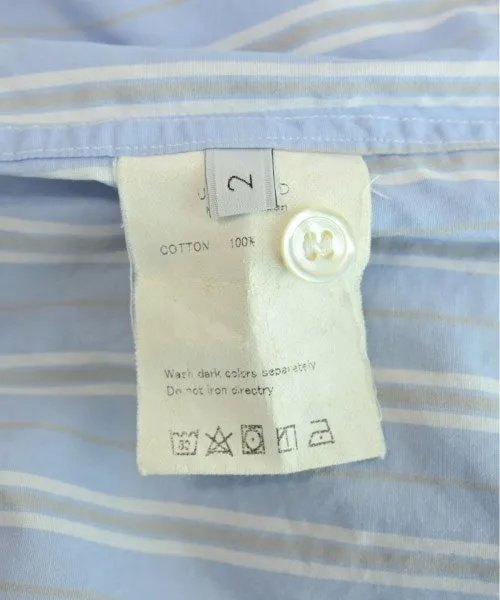 2
COTTON 100%
Wash dark colors separately
Do not iron directry